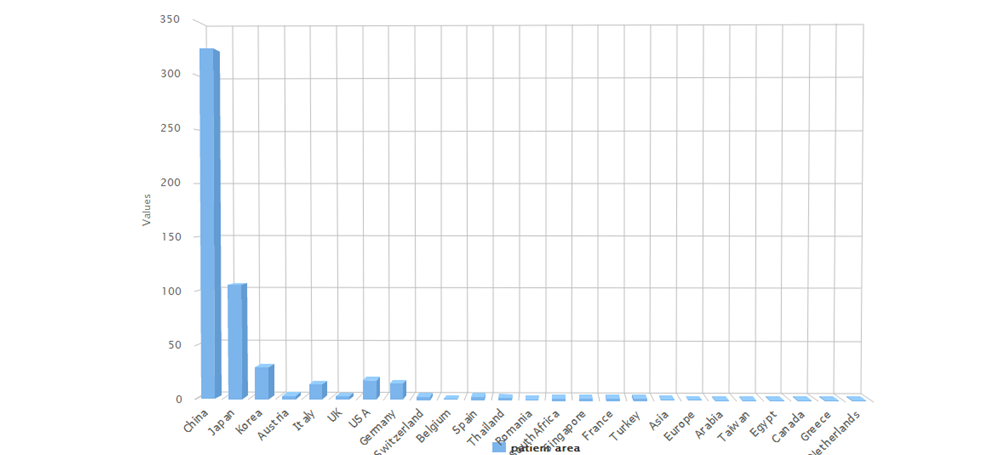 350
300
250
200
150
100
50
0
Values
China
Japan
Korea
Austria
Italy
UK
USA
Germany
Switzerland
Belgium
Spain
Thailand
Romania
SouthAfrica
Singapore
France
Turkey
Asia
Europe
Arabia
Taiwan
Egypt
Canada
Greece
Netherlands
patient area